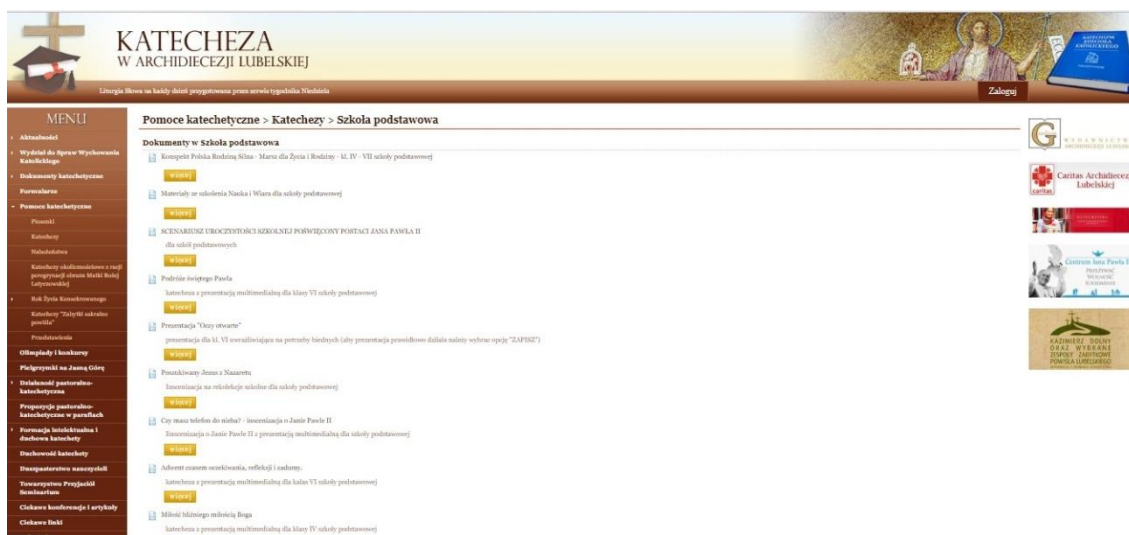 KATECHEZA
W ARCHIDIECEZJI LUBELSKIEJ
KATECHIZM
KOŚCIOŁA
KATOLICKIEGO
Liturgia Słowa na każdy dzień przygotowana przez serwis tygodnika Niedziela
Zaloguj
MENU
Aktualności
Wydział do Spraw Wychowania
Katolickiego
Dokumenty katechetyczne
Formularze
Pomoce katechetyczne
Piosenki
Katechezy
Nabożeństwa
Katechezy okolicznościowe z racji
peregrynacji obrazu Matki Bożej
Latyczowskiej
Rok Życia Konsekrowanego
Katechezy "Zabytki sakralne
powiśla"
Przedstawienia
Olimpiady i konkursy
Pielgrzymki na Jasną Górę
Działalność pastoralno-
katechetyczna
Propozycje pastoralno-
katechetyczne w parafiach
Formacja intelektualna i
duchowa katechety
Duchowość katechety
Duszpasterstwo nauczycieli
Towarzystwo Przyjaciół
Seminarium
Ciekawe konferencje i artykuły
Ciekawe linki
Pomoce katechetyczne > Katechezy > Szkoła podstawowa
Dokumenty w Szkoła podstawowa
Konspekt Polska Rodziną Silna - Marsz dla Życia i Rodziny - kl. IV - VII szkoły podstawowej
więcej
Materiały ze szkolenia Nauka i Wiara dla szkoły podstawowej
więcej
SCENARIUSZ UROCZYSTOŚCI SZKOLNEJ POŚWIĘCONY POSTACI JANA PAWŁA II
dla szkół podstawowych
więcej
Podróże świętego Pawła
katecheza z prezentacją multimedialną dla klasy VI szkoły podstawowej
więcej
Prezentacja "Oczy otwarte"
prezentacja dla kl. VI uwrażliwiająca na potrzeby biednych (aby prezentacja prawidłowo działała należy wybrac opcję "ZAPISZ")
więcej
Poszukiwany Jezus z Nazaretu
Inscenizacja na rekolekcje szkolne dla szkoły podstawowej
więcej
Czy masz telefon do nieba? - inscenizacja o Janie Pawle II
Inscenizacja o Janie Pawle II z prezentacją multimedialną dla szkoły podstawowej
więcej
Adwent czasem oczekiwania, refleksji i zadumy.
katecheza z prezentacją multimedialną dla kalas VI szkoły podstawowej
więcej
Miłość bliźniego miłością Boga
katecheza z prezentacją multimedialną dla klasy IV szkoły podstawowej
G
WYDAWNICTW
ARCHIDIECEZJI LUBELSKI
Caritas Archidiecezj
Lubelskiej
Caritas
Centrum Jana Pawła I
KAZIMIERZ DOLNY
ORAZ WYBRANE
ZESPOŁY ZABYTKOWE
POWIŚLA LUBELSKIEGO